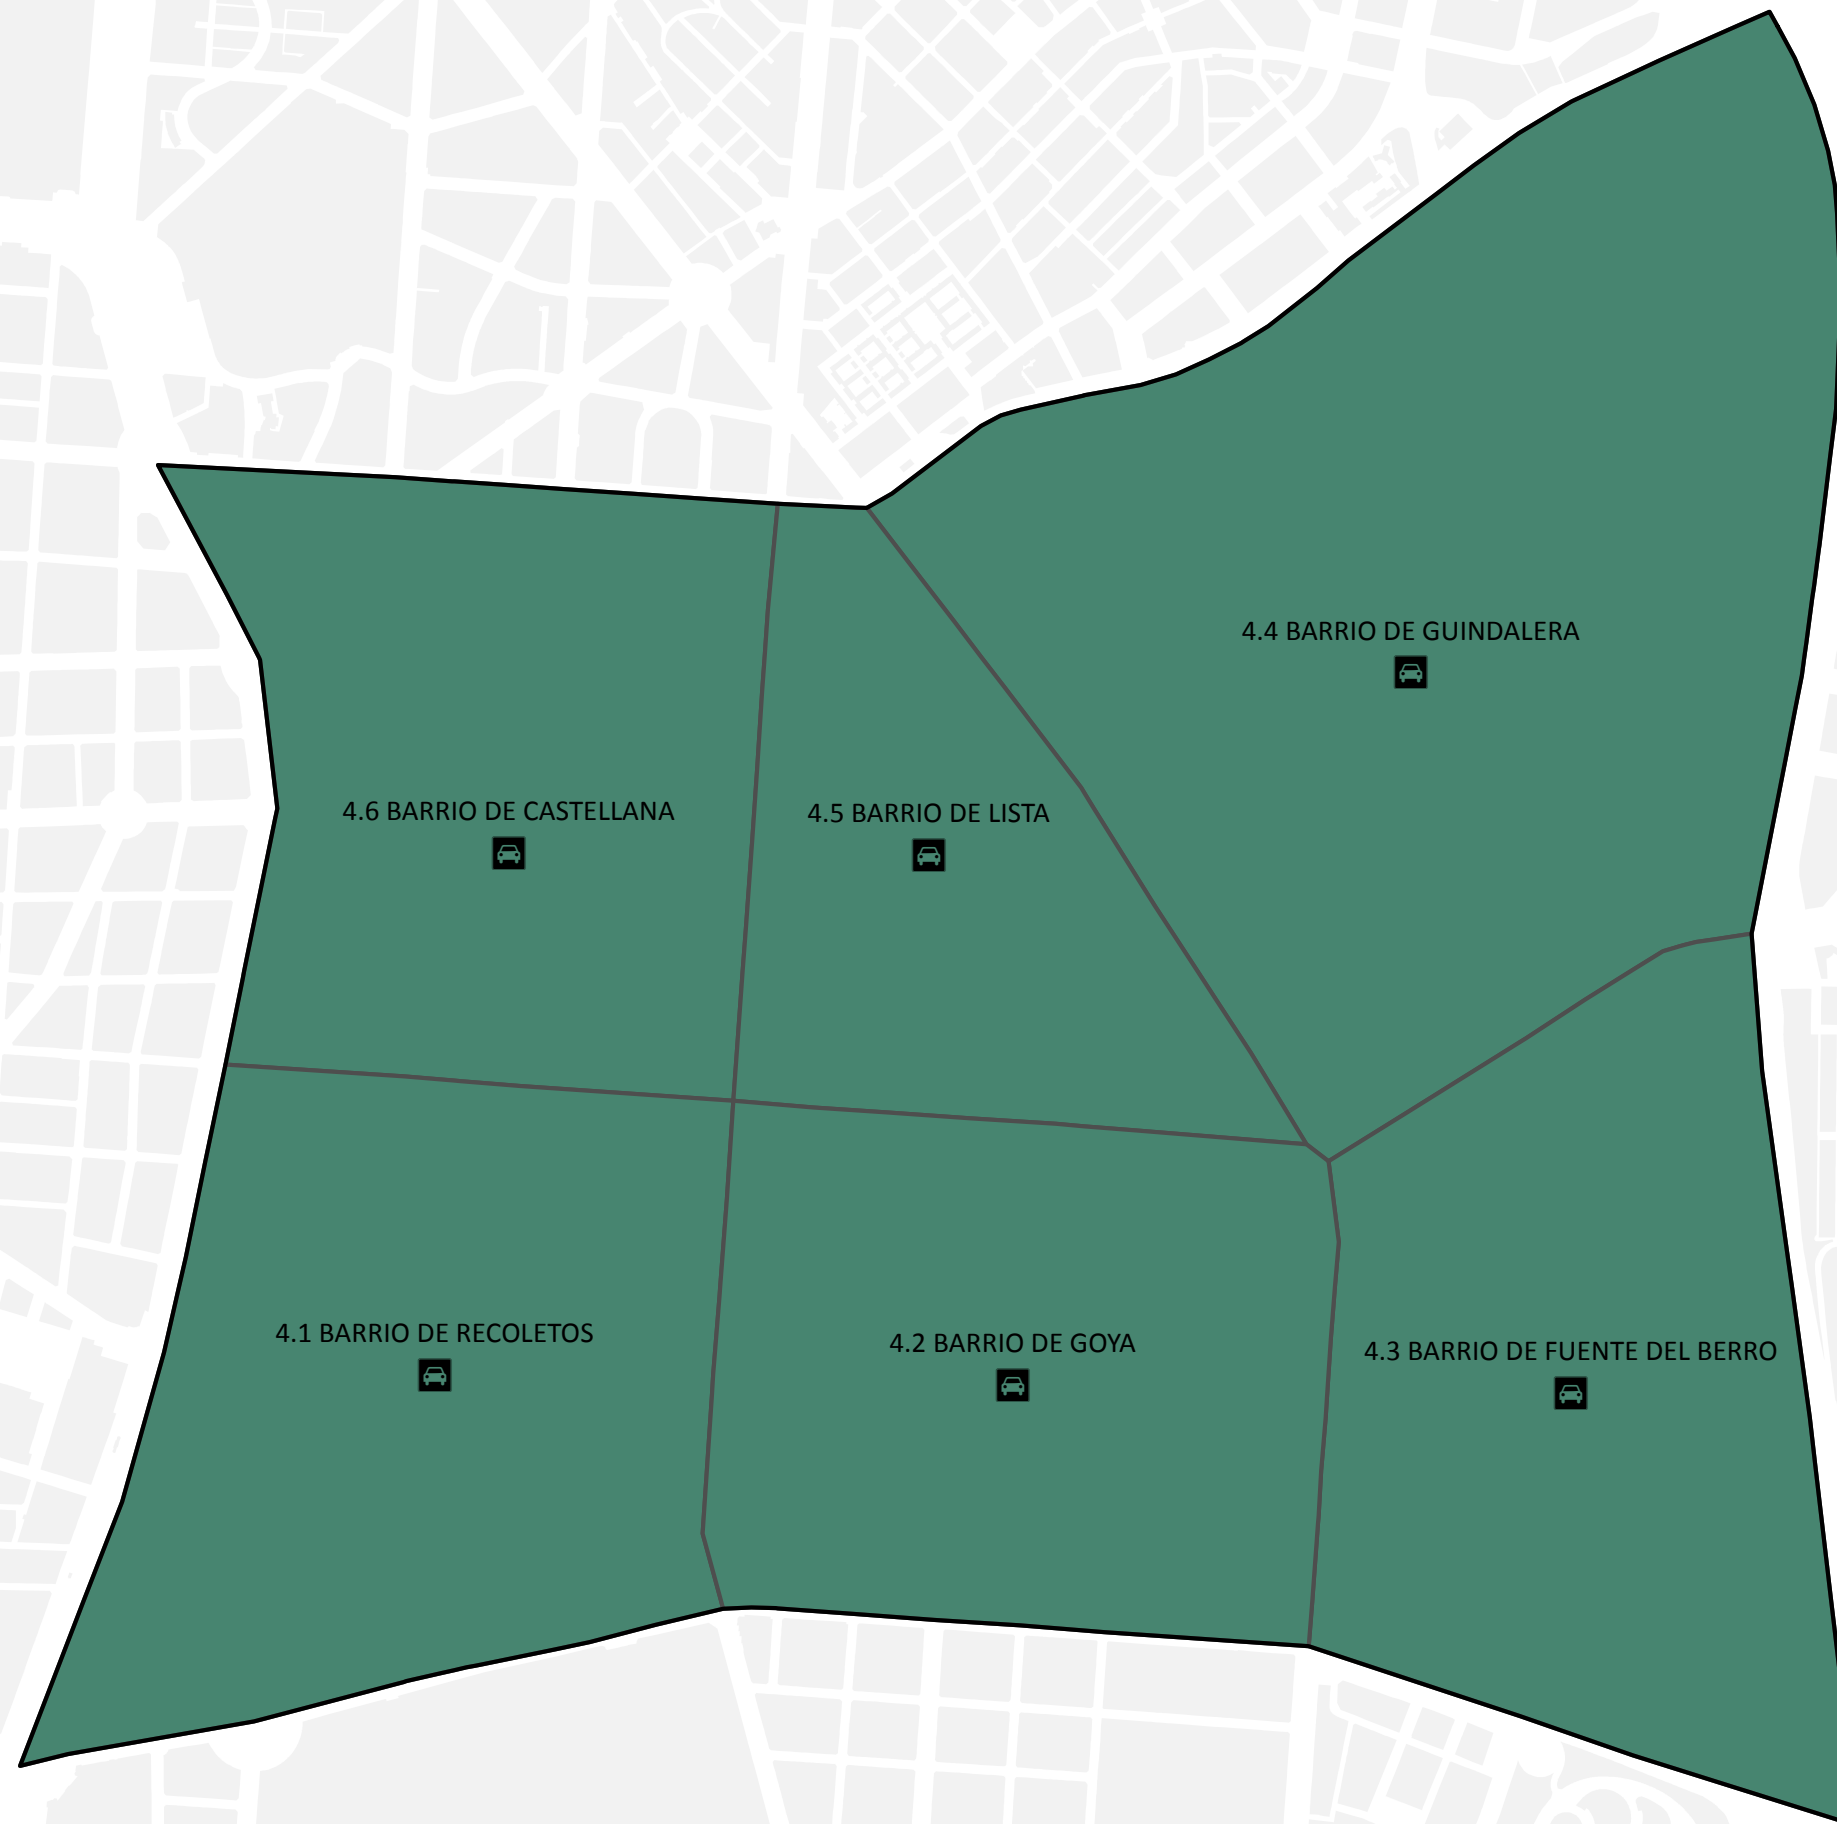 4.4 BARRIO DE GUINDALERA
4.6 BARRIO DE CASTELLANA
4.5 BARRIO DE LISTA
4.1 BARRIO DE RECOLETOS
4.2 BARRIO DE GOYA
4.3 BARRIO DE FUENTE DEL BERRO